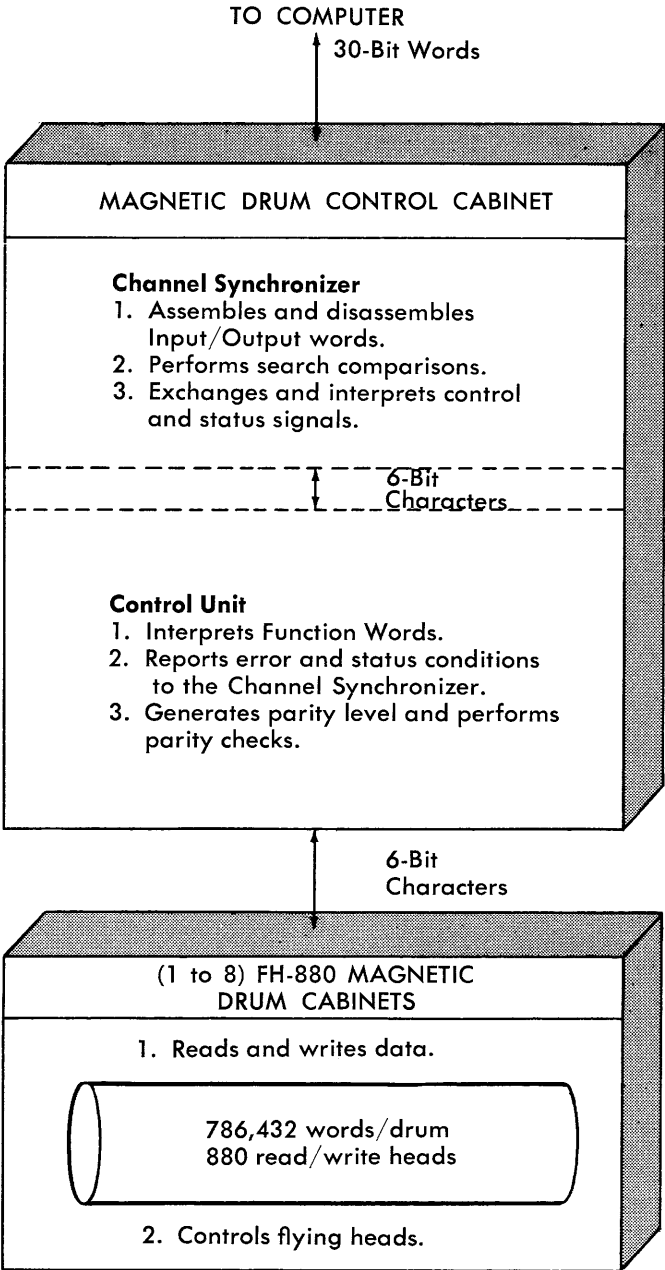 TO COMPUTER
30-Bit Words
MAGNETIC DRUM CONTROL CABINET
Channel Synchronizer
1. Assembles and disassembles
Input/Output words.
2. Performs search comparisons.
3. Exchanges and interprets control
and status signals.
6-Bit
Characters
Control Unit
1. Interprets Function Words.
2. Reports error and status conditions
to the Channel Synchronizer.
3. Generates parity level and performs
parity checks.
6-Bit
Characters
(1 to 8) FH-880 MAGNETIC
DRUM CABINETS
1. Reads and writes data.
786,432 words/drum
880 read/write heads
2. Controls flying heads.